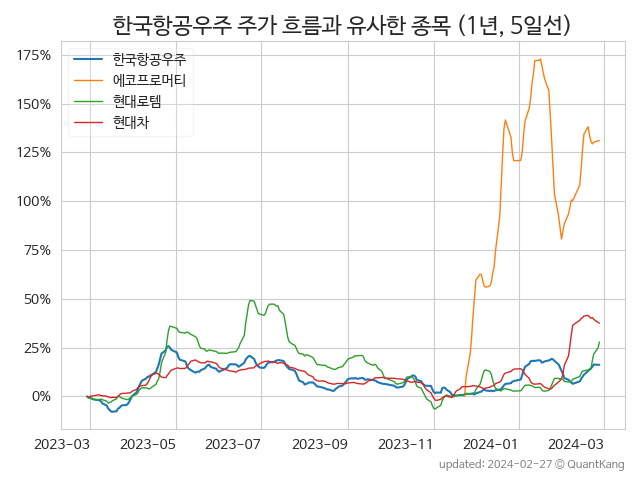 한국항공우주 주가 흐름과 유사한 종목 (1년, 5일선)
175%
150%
125%
100%
75%
50%
25%
0%
한국항공우주
에코프로머티
현대로템
현대차
2023-03
2023-05
2023-07
2023-09
2023-11
2024-01
2024-03
updated: 2024-02-27 © QuantKang